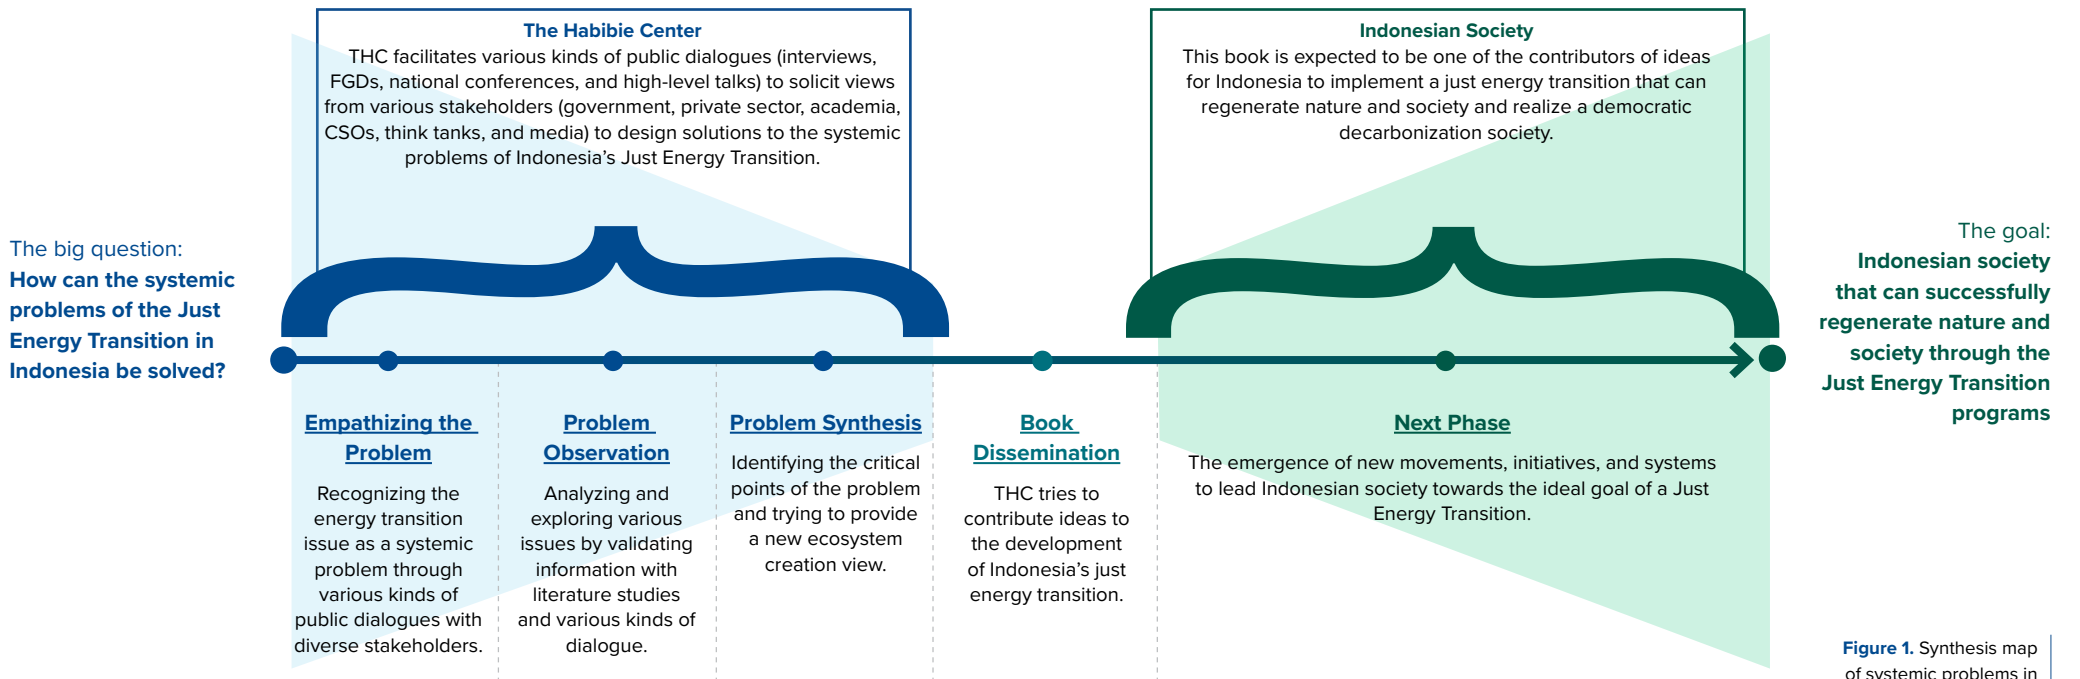 The Habibie Center
THC facilitates various kinds of public dialogues (interviews,
FGDs, national conferences, and high-level talks) to solicit views
from various stakeholders (government, private sector, academia,
CSOs, think tanks, and media) to design solutions to the systemic
problems of Indonesia’s Just Energy Transition.
Indonesian Society
This book is expected to be one of the contributors of ideas
for Indonesia to implement a just energy transition that can
regenerate nature and society and realize a democratic
decarbonization society.
The big question:
How can the systemic
problems of the Just
Energy Transition in
Indonesia be solved?
The goal:
Indonesian society
that can successfully
regenerate nature and
society through the
Just Energy Transition
programs
Empathizing the
Problem
Recognizing the
energy transition
issue as a systemic
problem through
various kinds of
public dialogues with
diverse stakeholders.
Problem
Observation
Analyzing and
exploring various
issues by validating
information with
literature studies
and various kinds of
dialogue.
Problem Synthesis
Identifying the critical
points of the problem
and trying to provide
a new ecosystem
creation view.
Book
Dissemination
THC tries to
contribute ideas to
the development
of Indonesia’s just
energy transition.
Next Phase
The emergence of new movements, initiatives, and systems
to lead Indonesian society towards the ideal goal of a Just
Energy Transition.
Figure 1. Synthesis map
of systemic problems in